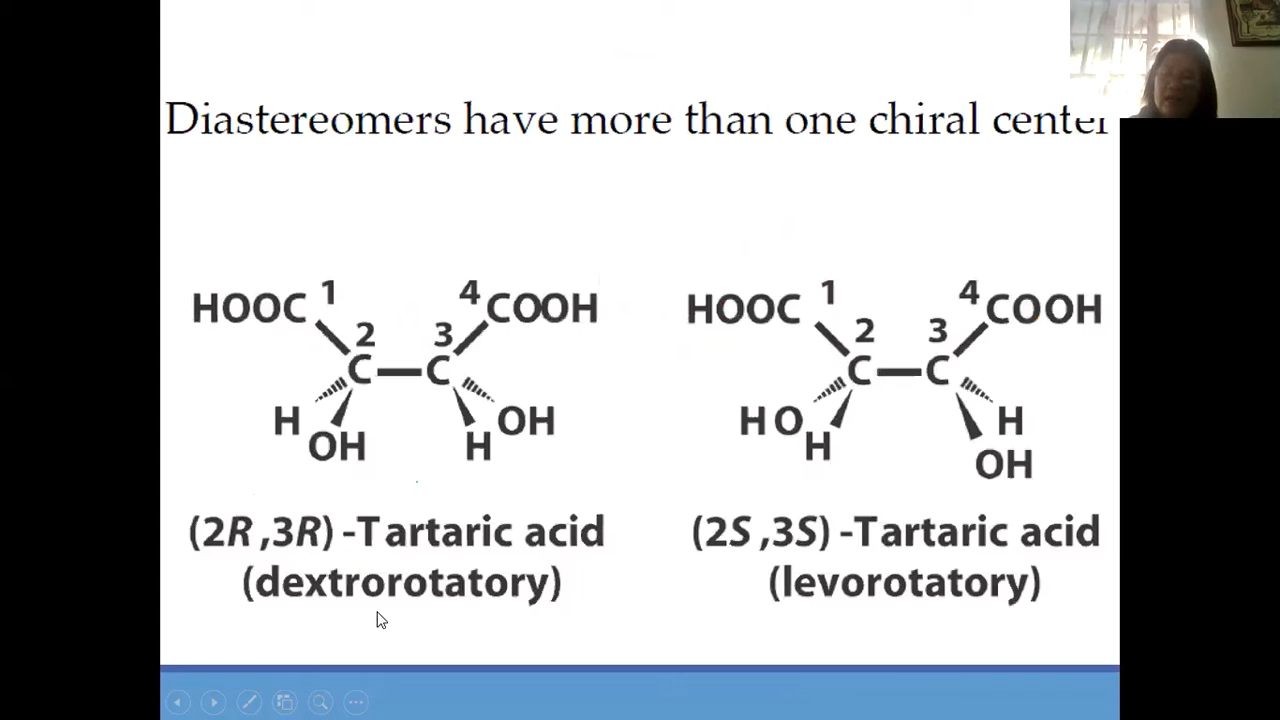 Diastereomers have more than one chiral center
HOOC 1 4 COOH
2 3
C C
H OH
OH H
(2R,3R)-Tartaric acid
(dextrorotatory)
HOOC 1 4 COOH
2 3
C C
HO H
H OH
(2S,3S)-Tartaric acid
(levorotatory)